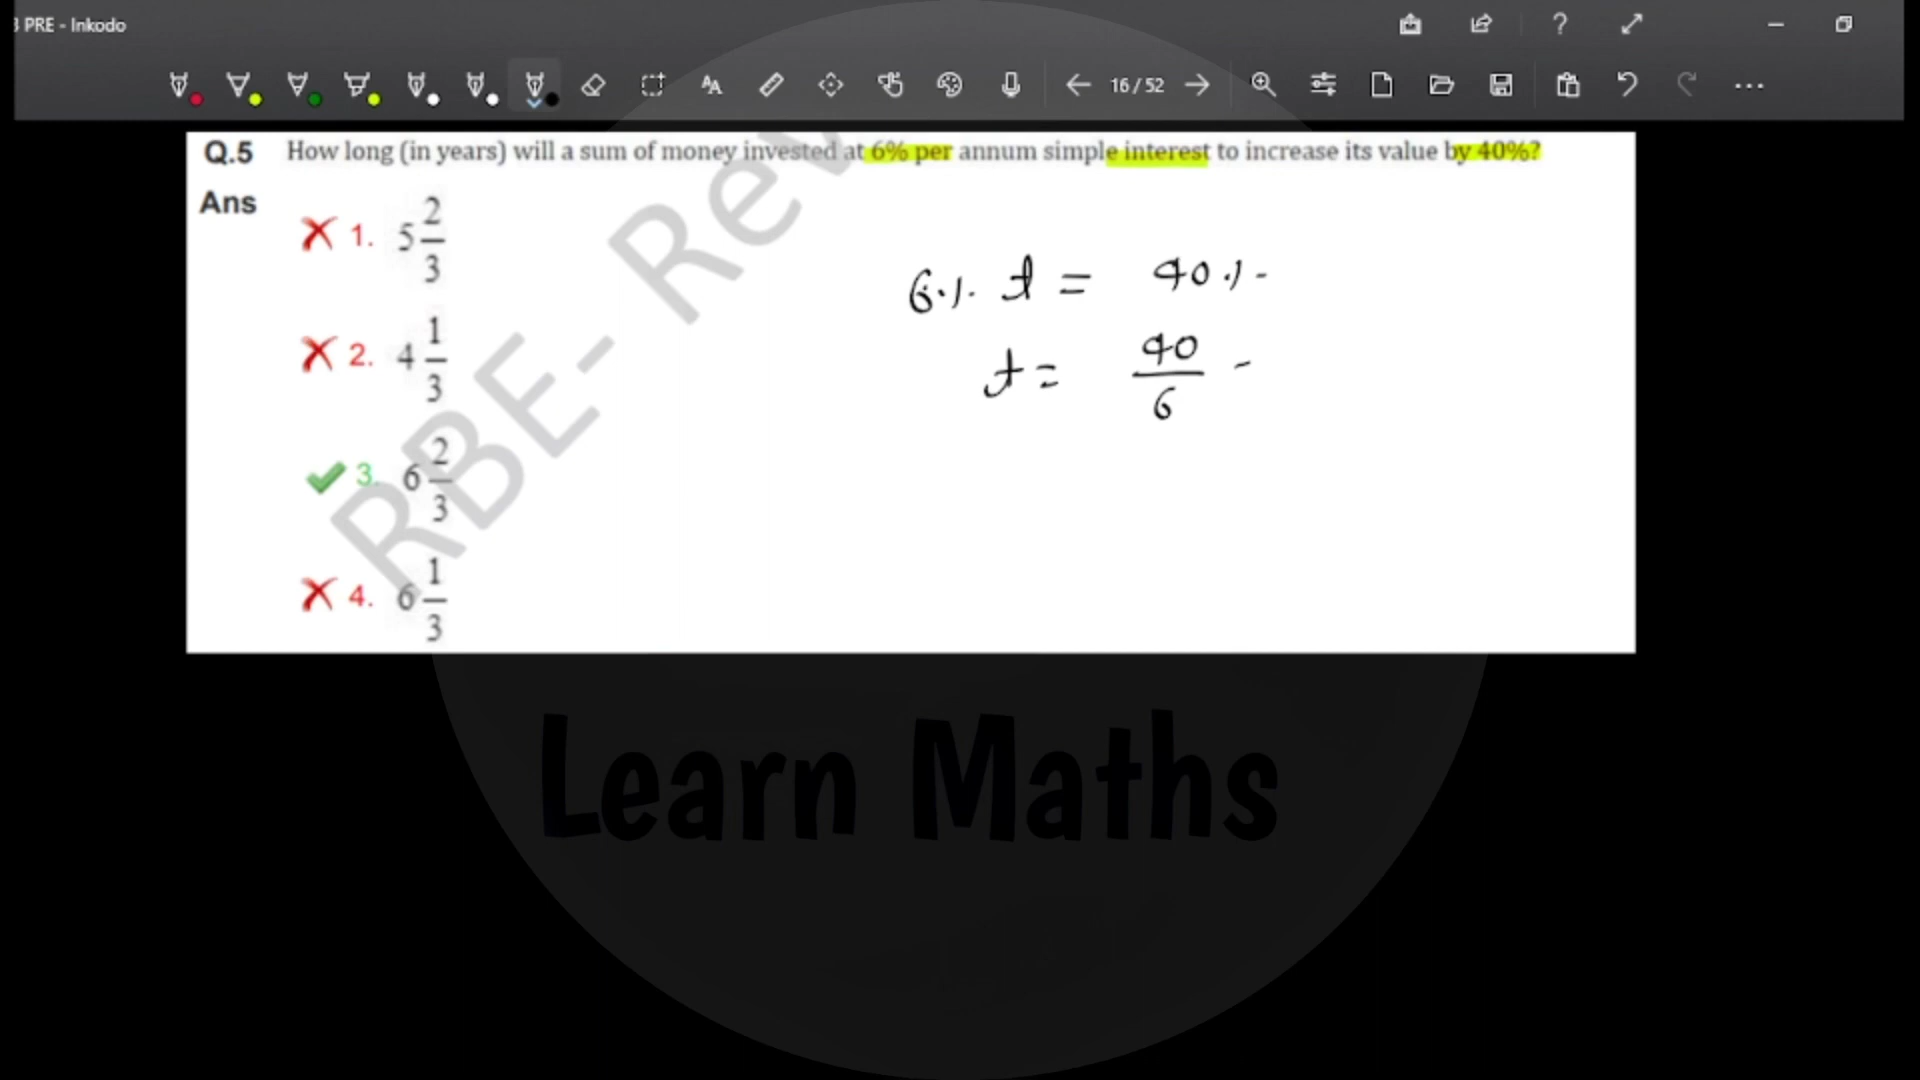 3 PRE - Inkodo
16 / 52
Q.5 How long (in years) will a sum of money invested at 6% per annum simple interest to increase its value by 40%?
Ans
1. 5 2/3
2. 4 1/3
3. 6 2/3
4. 6 1/3
6% t = 40%
t = 40/6 -
RBE- Rev
Learn Maths